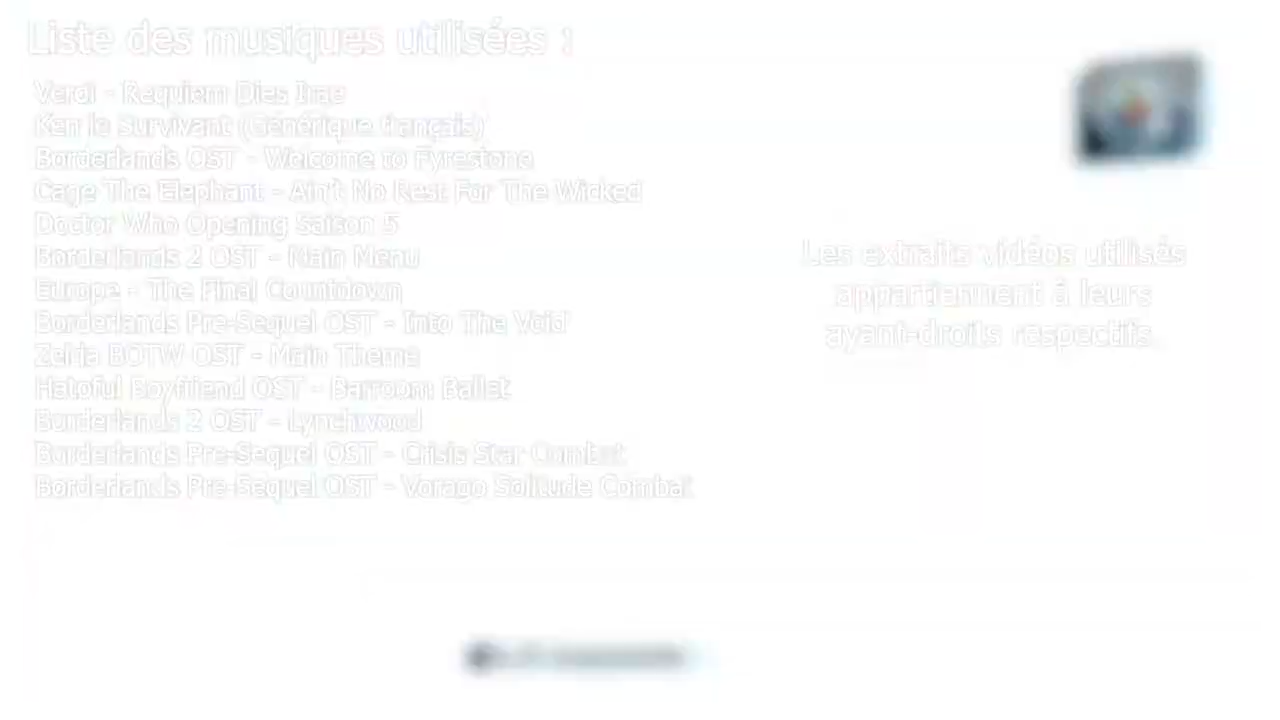 Liste des musiques utilisées :
Verdi - Requiem Dies Irae
Ken le Survivant (Générique français)
Borderlands OST - Welcome to Fyrestone
Cage The Elephant - Ain't No Rest For The Wicked
Doctor Who Opening Saison 5
Borderlands 2 OST - Main Menu
Europe - The Final Countdown
Borderlands Pre-Sequel OST - Into The Void
Zelda BOTW OST - Main Theme
Hatoful Boyfriend OST - Barroom Ballet
Borderlands 2 OST - Lynchwood
Borderlands Pre-Sequel OST - Crisis Scar Combat
Borderlands Pre-Sequel OST - Vorago Solitude Combat
Les extraits vidéos utilisés
appartiennent à leurs
ayant-droits respectifs.